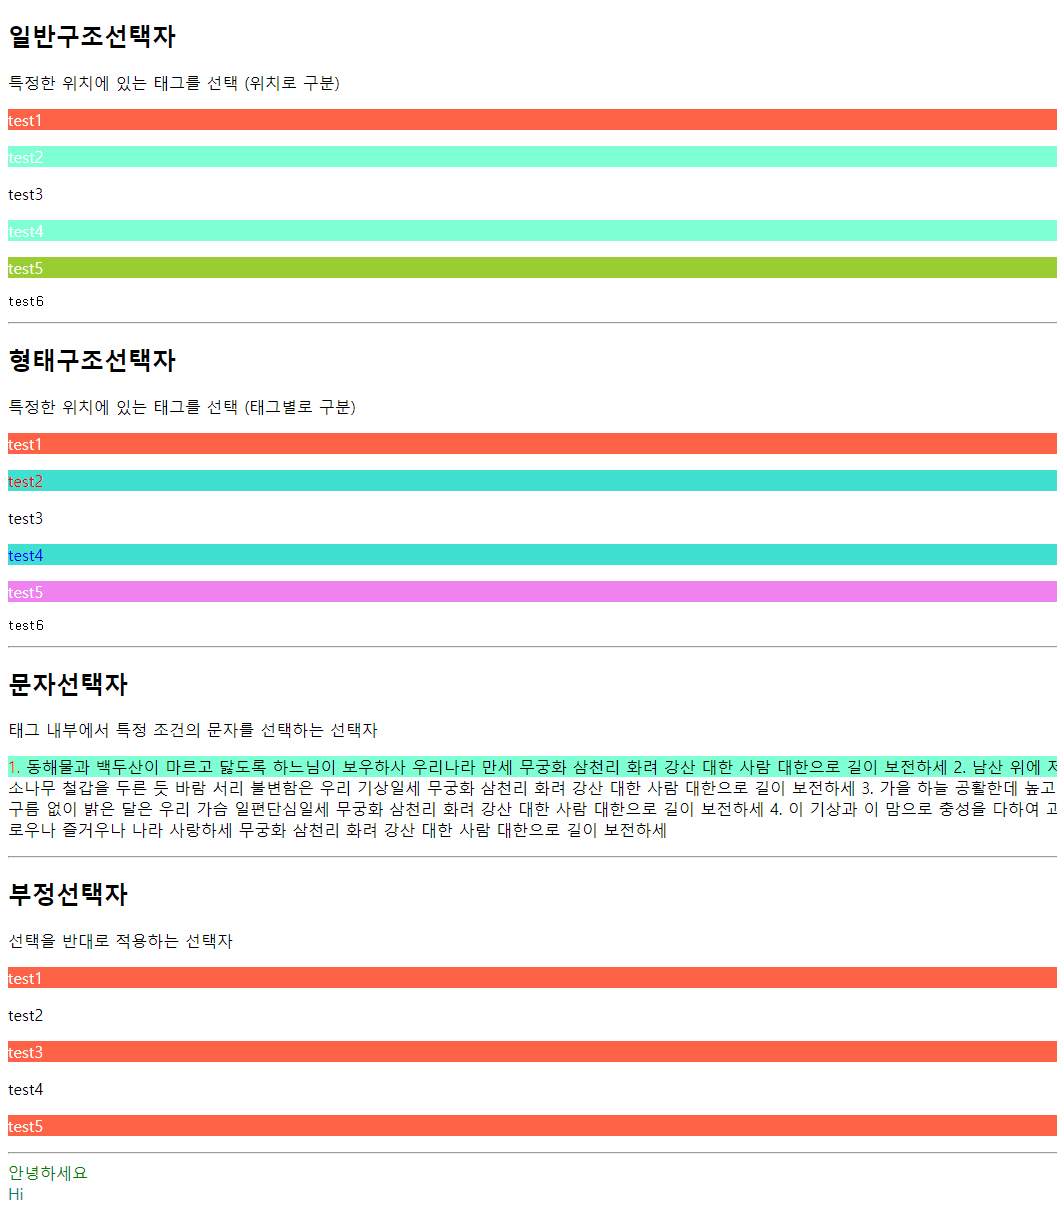 일반구조선택자
특정한 위치에 있는 태그를 선택 (위치로 구분)
test1
test2
test3
test4
test5
test6
형태구조선택자
특정한 위치에 있는 태그를 선택 (태그별로 구분)
test1
test2
test3
test4
test5
test6
문자선택자
태그 내부에서 특정 조건의 문자를 선택하는 선택자
1. 동해물과 백두산이 마르고 닳도록 하느님이 보우하사 우리나라 만세 무궁화 삼천리 화려 강산 대한 사람 대한으로 길이 보전하세 2. 남산 위에
소나무 철갑을 두른 듯 바람 서리 불변함은 우리 기상일세 무궁화 삼천리 화려 강산 대한 사람 대한으로 길이 보전하세 3. 가을 하늘 공활한데 높고
구름 없이 밝은 달은 우리 가슴 일편단심일세 무궁화 삼천리 화려 강산 대한 사람 대한으로 길이 보전하세 4. 이 기상과 이 맘으로 충성을 다하여
로우나 즐거우나 나라 사랑하세 무궁화 삼천리 화려 강산 대한 사람 대한으로 길이 보전하세
부정선택자
선택을 반대로 적용하는 선택자
test1
test2
test3
test4
test5
안녕하세요
Hi